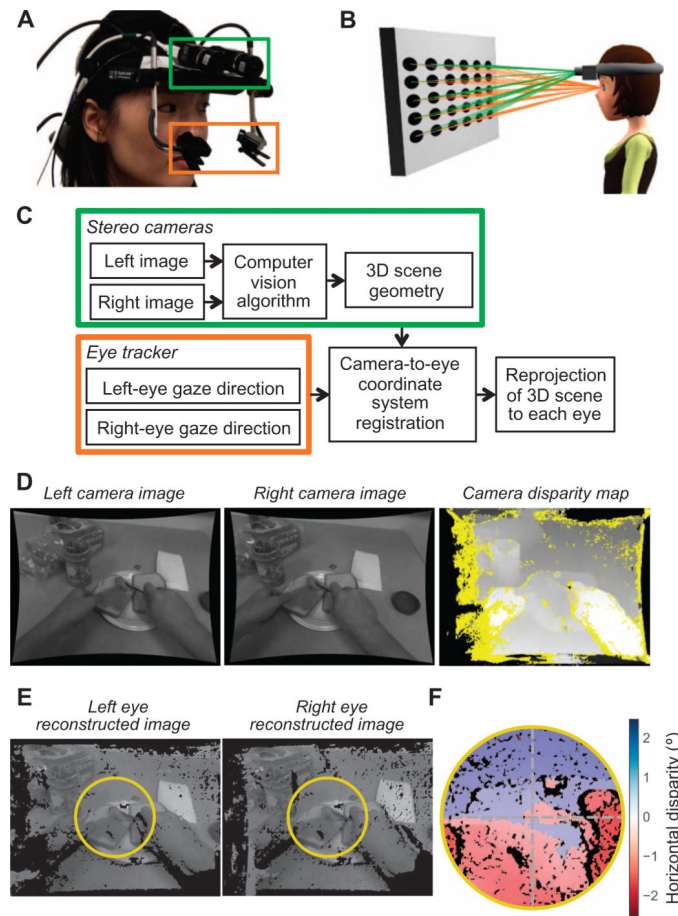 A
B
C
Stereo cameras
Left image
Right image
Computer
vision
algorithm
3D scene
geometry
Eye tracker
Left-eye gaze direction
Right-eye gaze direction
Camera-to-eye
coordinate
system
registration
Reprojection
of 3D scene
to each eye
D
Left camera image
Right camera image
Camera disparity map
E
Left eye
reconstructed image
Right eye
reconstructed image
F
2
1
0
-1
-2
Horizontal disparity (º)